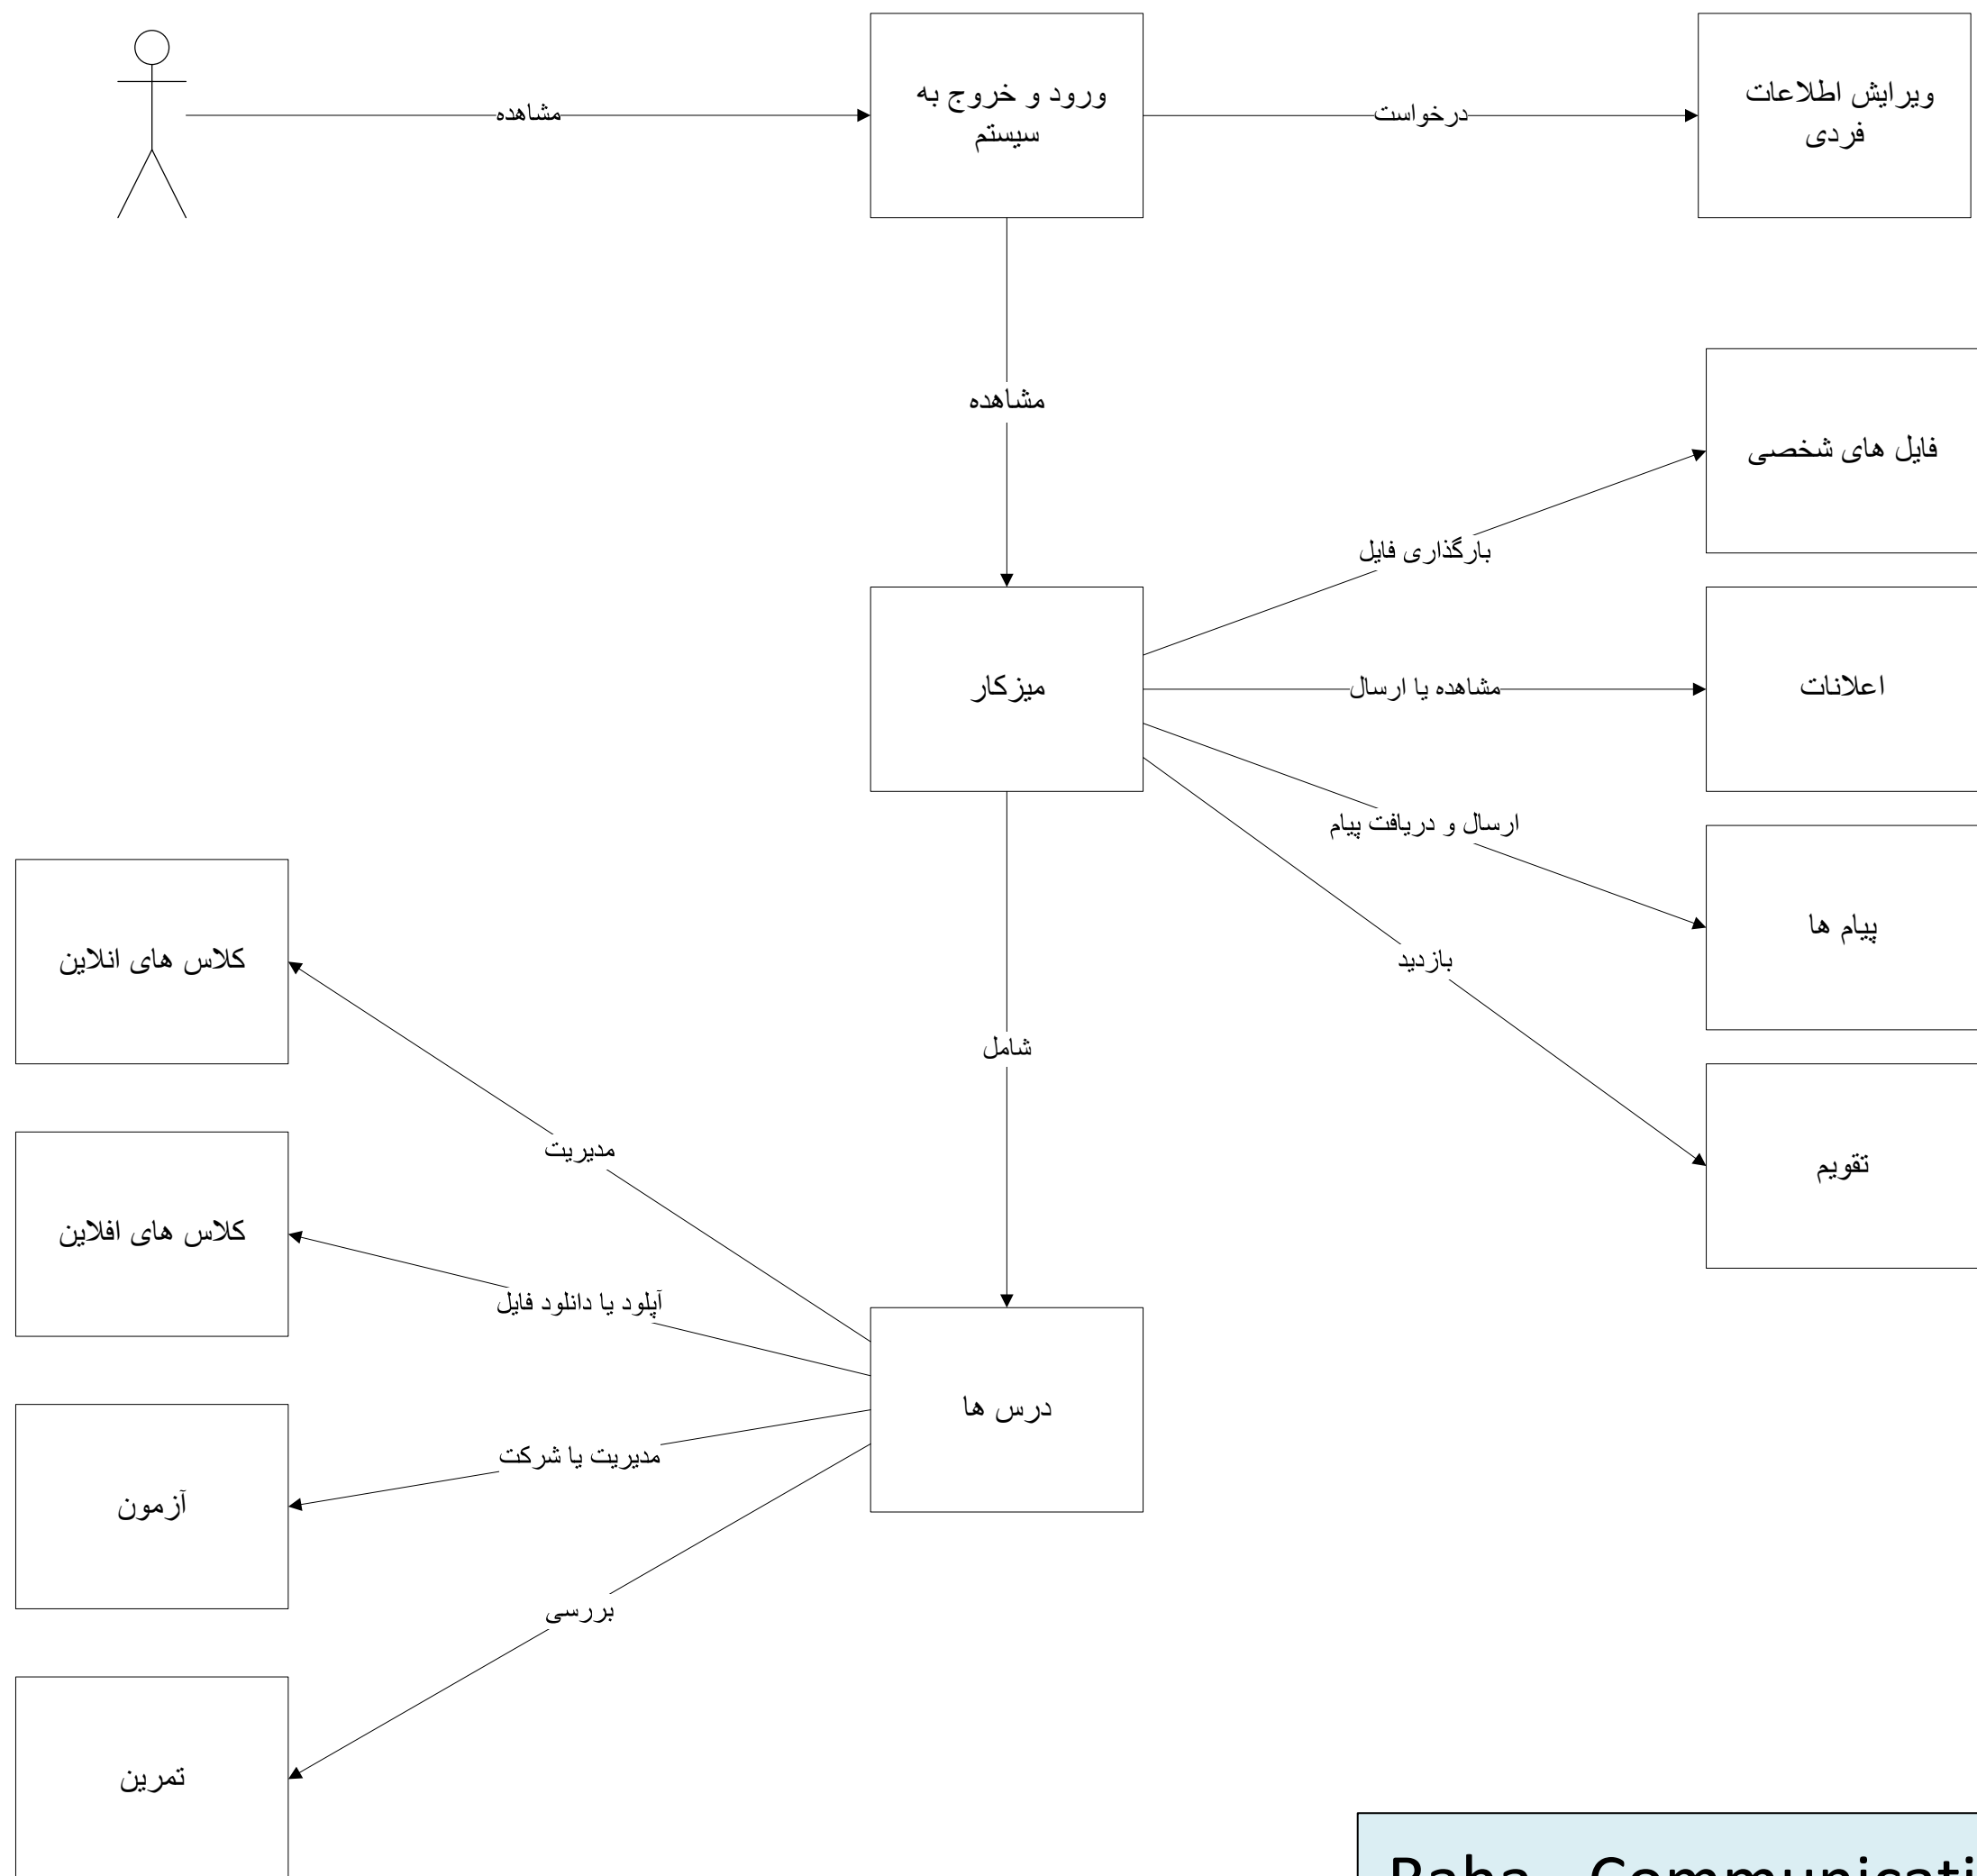 مشاهده
ورود و خروج به
سیستم
درخواست
ویرایش اطلاعات
فردی
مشاهده
فایل های شخصی
بارگذاری فایل
میزکار
مشاهده یا ارسال
اعلانات
ارسال و دریافت پیام
پیام ها
بازدید
تقویم
شامل
کلاس های انلاین
مدیریت
کلاس های افلاین
آپلود یا دانلود فایل
درس ها
مدیریت یا شرکت
آزمون
بررسی
تمرین